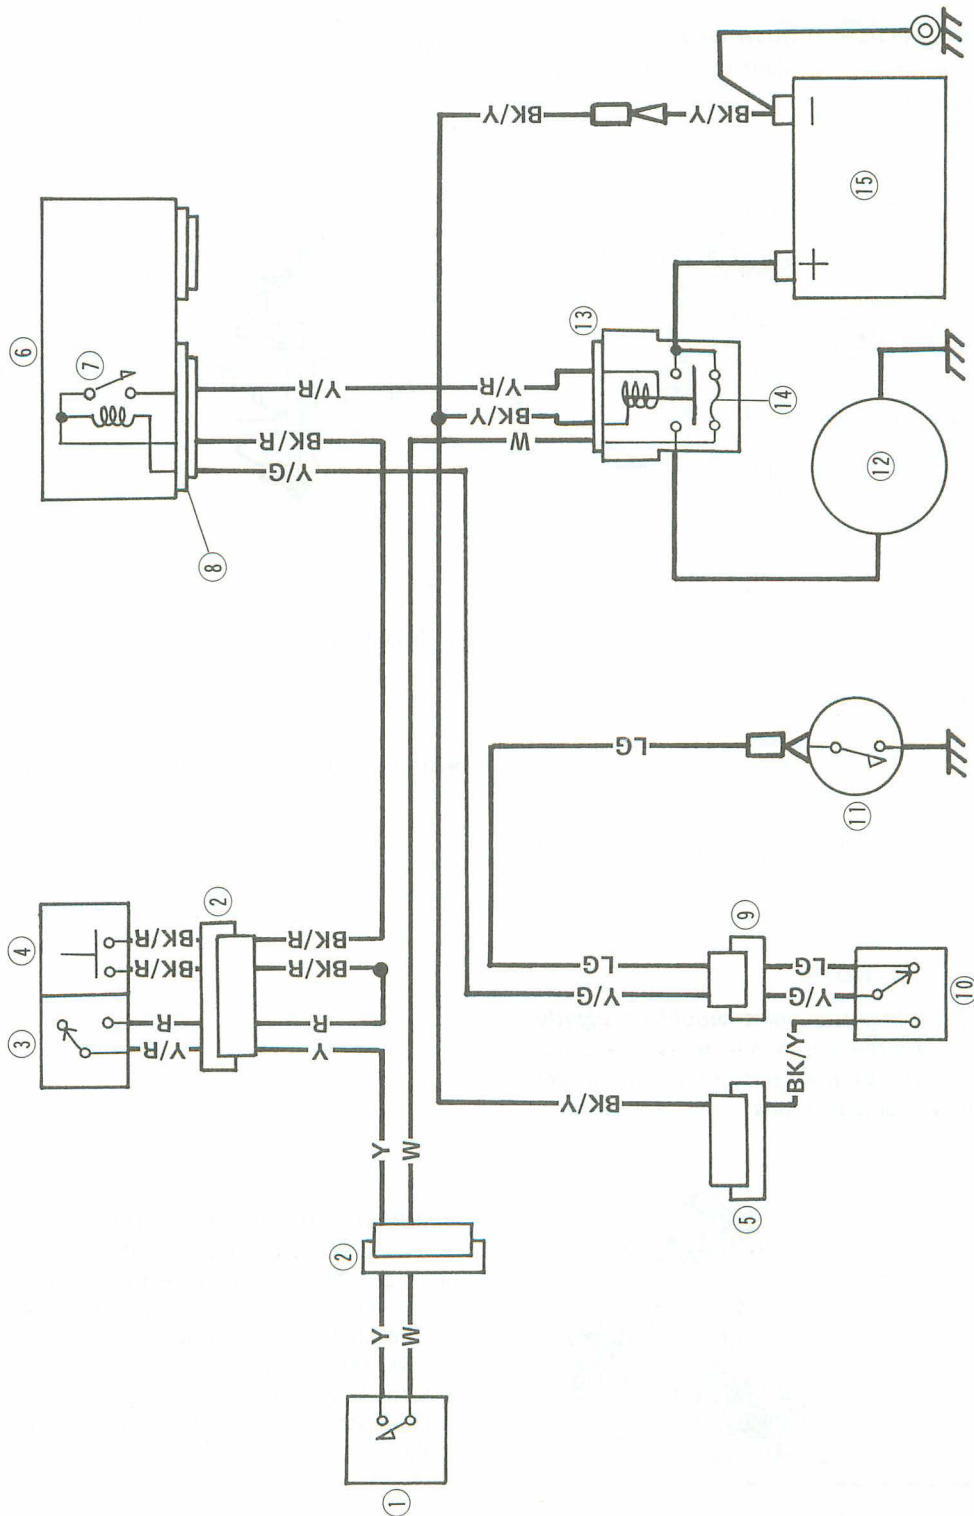 BK/Y
BK/Y
−
⑮
⑥
⑦
⑬
+
Y/R
Y/R
BK/R
BK/Y
W
Y/G
⑭
⑫
⑧
LG
⑪
④
②
BK/R
BK/R
BK/R
BK/R
⑨
LG
LG
Y/G
Y/G
⑩
③
R
R
Y/R
Y
BK/Y
BK/Y
Y
W
⑤
②
Y
W
①